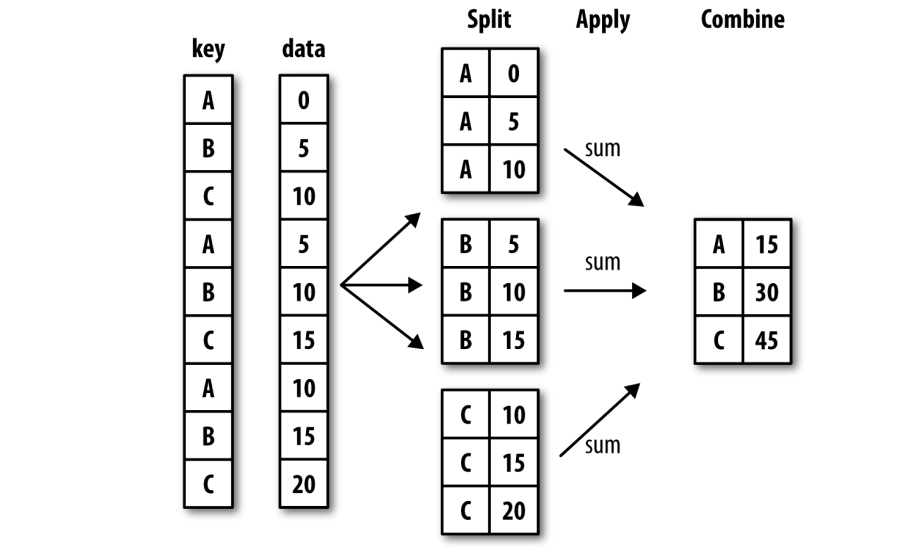 Split Apply Combine
key data
A 0
B 5
C 10
A 5
B 10
C 15
A 10
B 15
C 20
A 0
A 5
A 10
B 5
B 10
B 15
C 10
C 15
C 20
sum
sum
sum
A 15
B 30
C 45